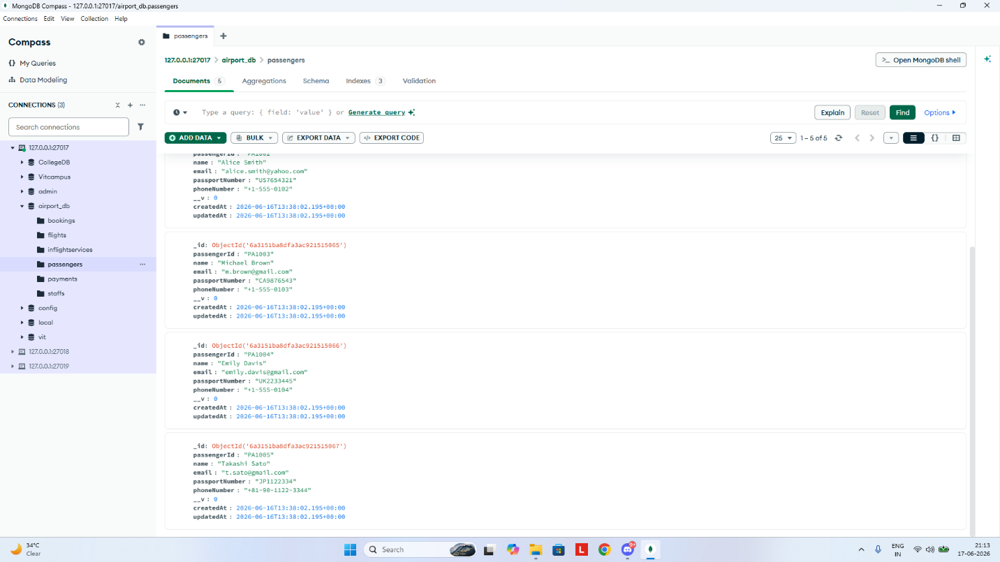 MongoDB Compass - 127.0.0.1:27017/airport_db.passengers
Connections Edit View Collection Help
Compass
{} My Queries
Data Modeling
CONNECTIONS (3)
Search connections
127.0.0.1:27017
CollegeDB
Vitcampus
admin
airport_db
bookings
flights
inflightservices
passengers
payments
staffs
config
local
vit
127.0.0.1:27018
127.0.0.1:27019
passengers
127.0.0.1:27017 > airport_db > passengers
>_ Open MongoDB shell
Documents 5 Aggregations Schema Indexes 3 Validation
Type a query: { field: 'value' } or Generate query
Explain Reset Find Options
ADD DATA BULK EXPORT DATA EXPORT CODE
25 1 – 5 of 5 {}
passengerId : "PA1002"
name : "Alice Smith"
email : "alice.smith@yahoo.com"
passportNumber : "US7654321"
phoneNumber : "+1-555-0102"
__v : 0
createdAt : 2026-06-16T13:38:02.195+00:00
updatedAt : 2026-06-16T13:38:02.195+00:00
_id: ObjectId('6a3151ba8dfa3ac921515065')
passengerId : "PA1003"
name : "Michael Brown"
email : "m.brown@gmail.com"
passportNumber : "CA9876543"
phoneNumber : "+1-555-0103"
__v : 0
createdAt : 2026-06-16T13:38:02.195+00:00
updatedAt : 2026-06-16T13:38:02.195+00:00
_id: ObjectId('6a3151ba8dfa3ac921515066')
passengerId : "PA1004"
name : "Emily Davis"
email : "emily.davis@gmail.com"
passportNumber : "UK2233445"
phoneNumber : "+1-555-0104"
__v : 0
createdAt : 2026-06-16T13:38:02.195+00:00
updatedAt : 2026-06-16T13:38:02.195+00:00
_id: ObjectId('6a3151ba8dfa3ac921515067')
passengerId : "PA1005"
name : "Takashi Sato"
email : "t.sato@gmail.com"
passportNumber : "JP1122334"
phoneNumber : "+81-90-1122-3344"
__v : 0
createdAt : 2026-06-16T13:38:02.195+00:00
updatedAt : 2026-06-16T13:38:02.195+00:00
34°C
Clear
Search
L
9+
ENG
IN
21:13
17-06-2026